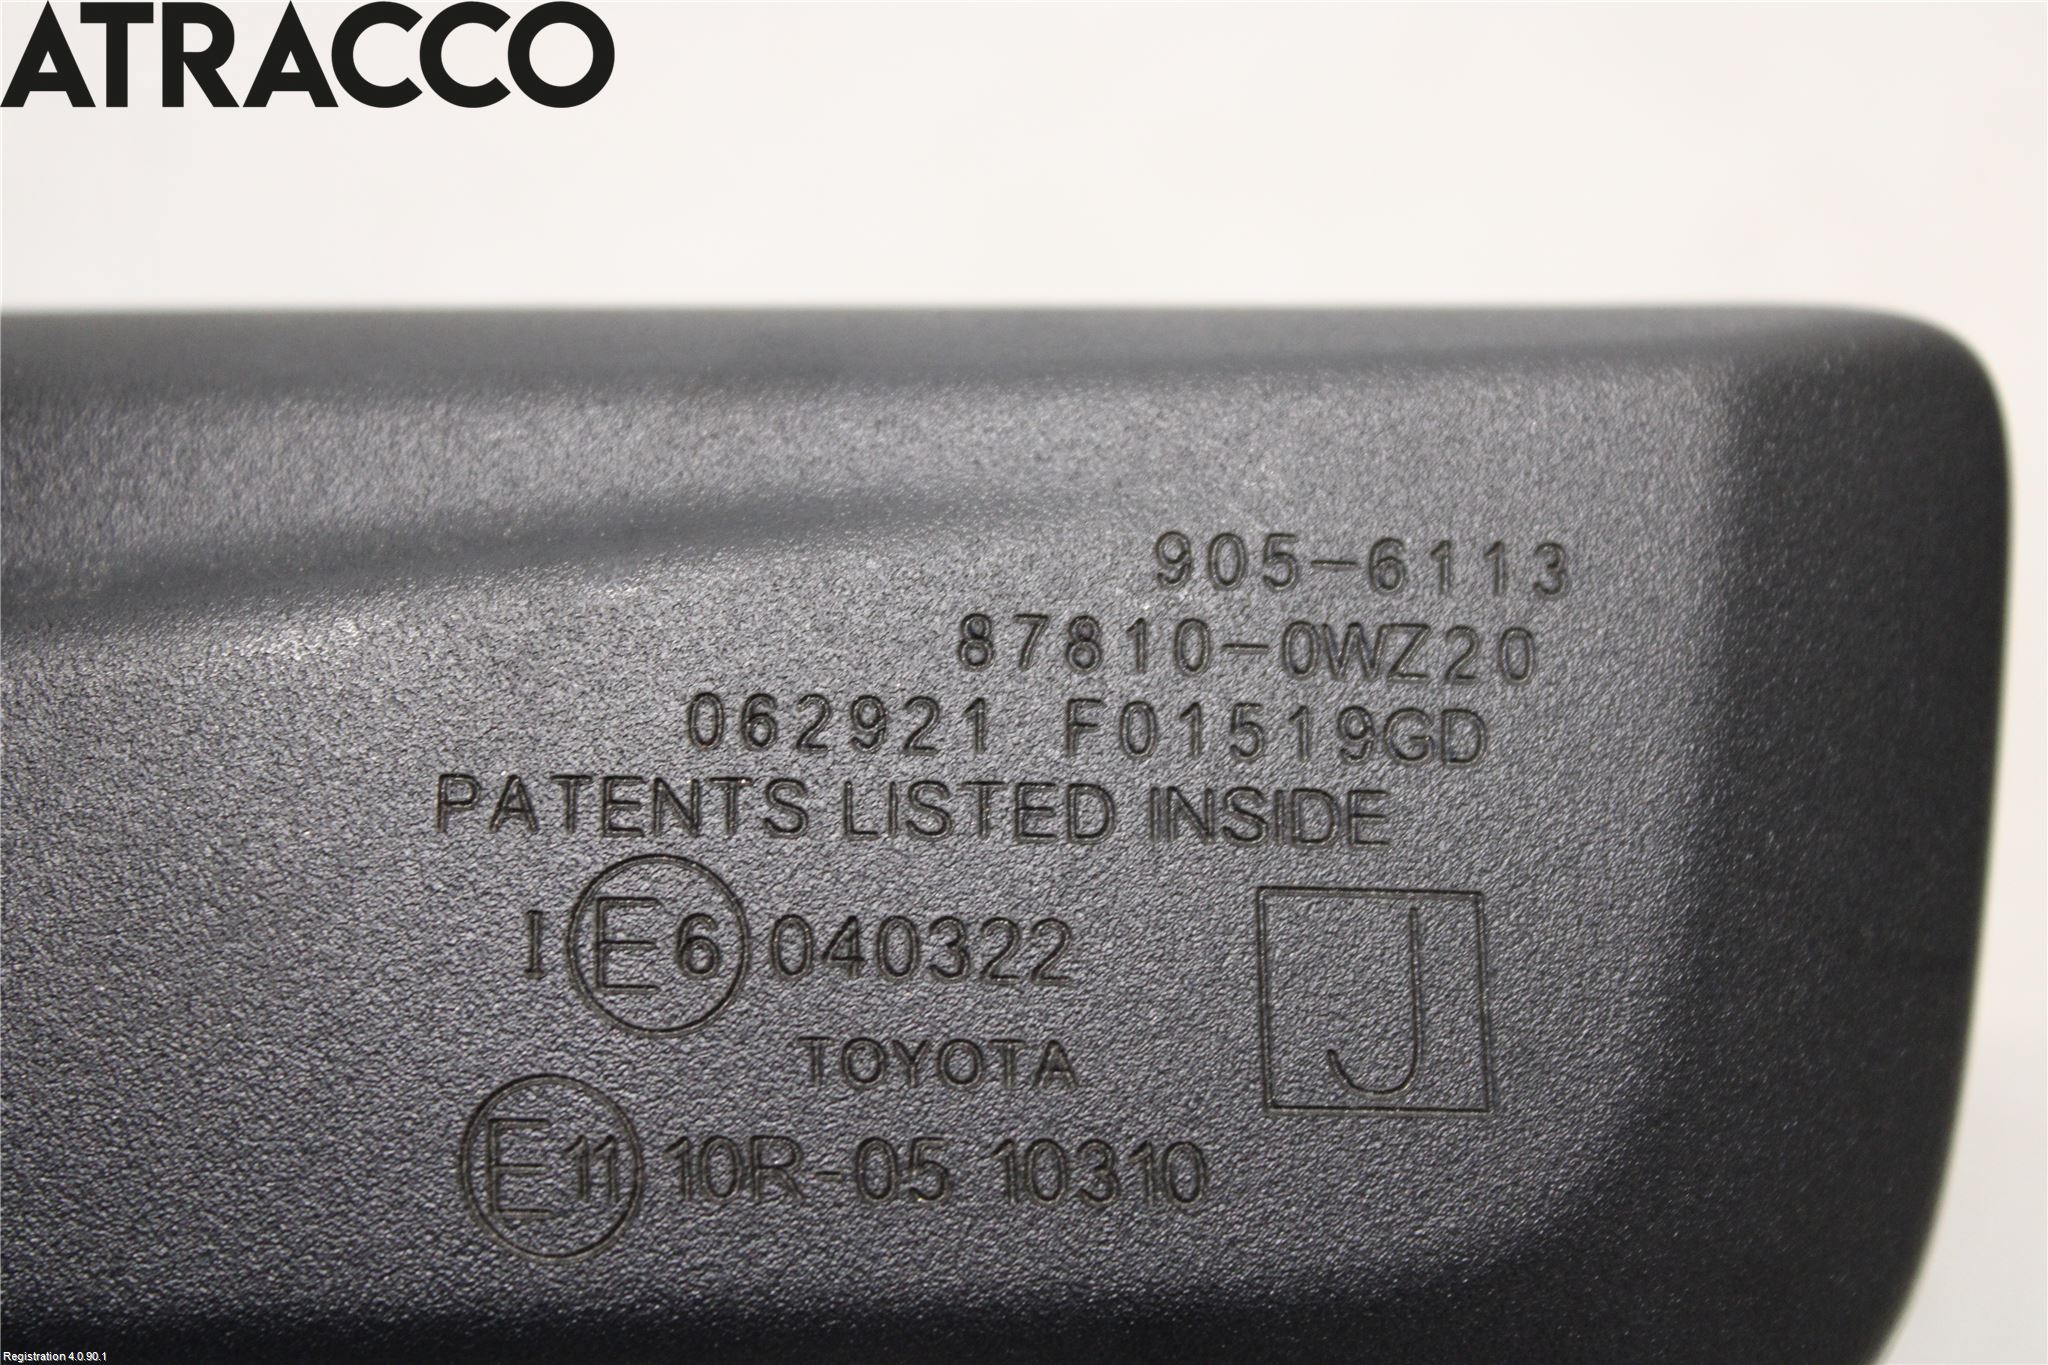 ATRACCO
905-6113
87810-0WZ20
062921 F01519GD
PATENTS LISTED INSIDE
I E6 040322
J
TOYOTA
E11 10R-05 10310
Registration 4.0.90.1